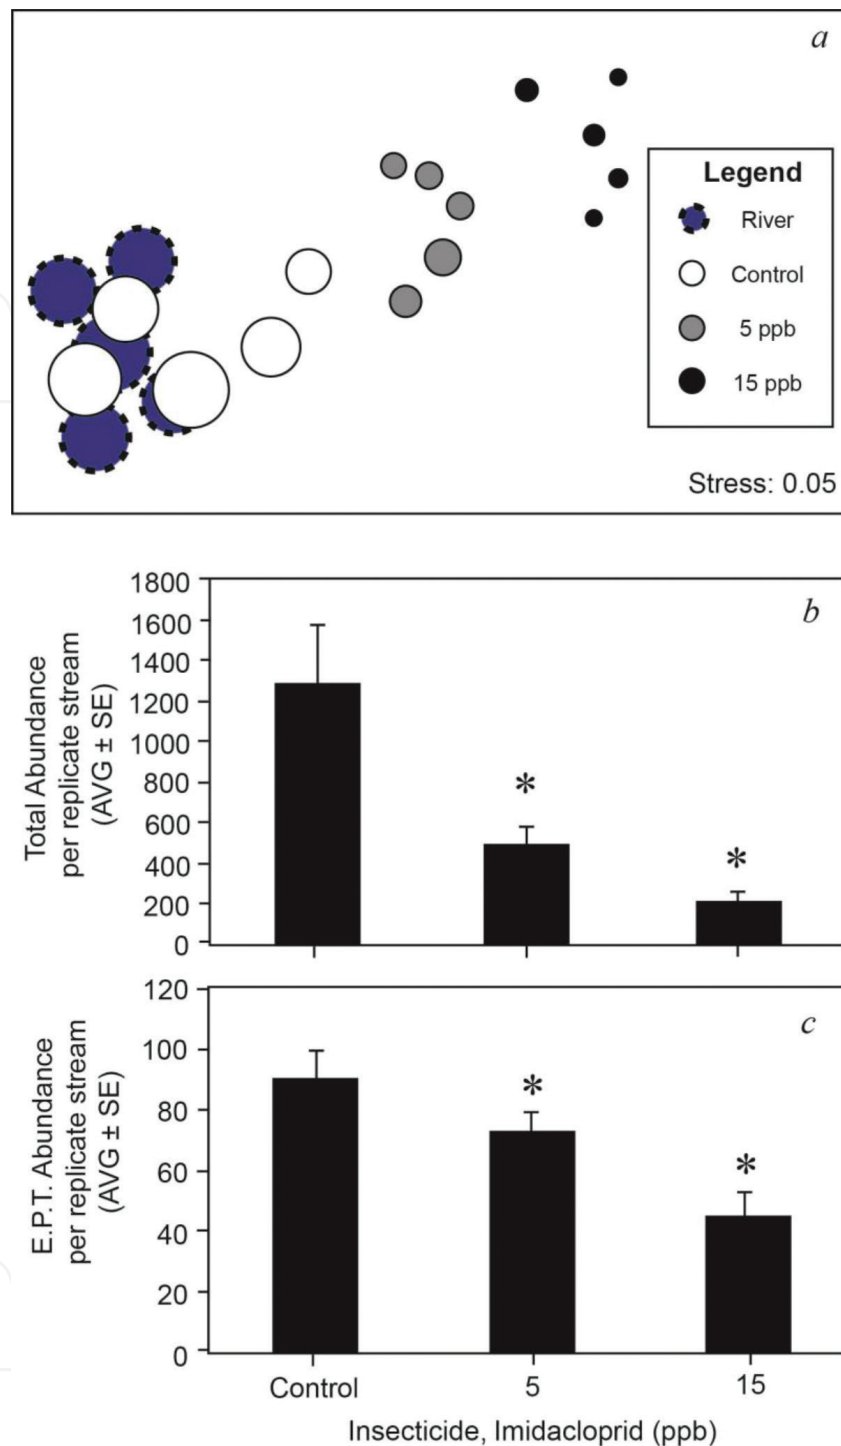 a
Legend
River
Control
5 ppb
15 ppb
Stress: 0.05
b
Total Abundance
per replicate stream
(AVG ± SE)
1800
1600
1400
1200
1000
800
600
400
200
0
*
*
c
E.P.T. Abundance
per replicate stream
(AVG ± SE)
120
100
80
60
40
20
0
*
*
Control
5
15
Insecticide, Imidacloprid (ppb)